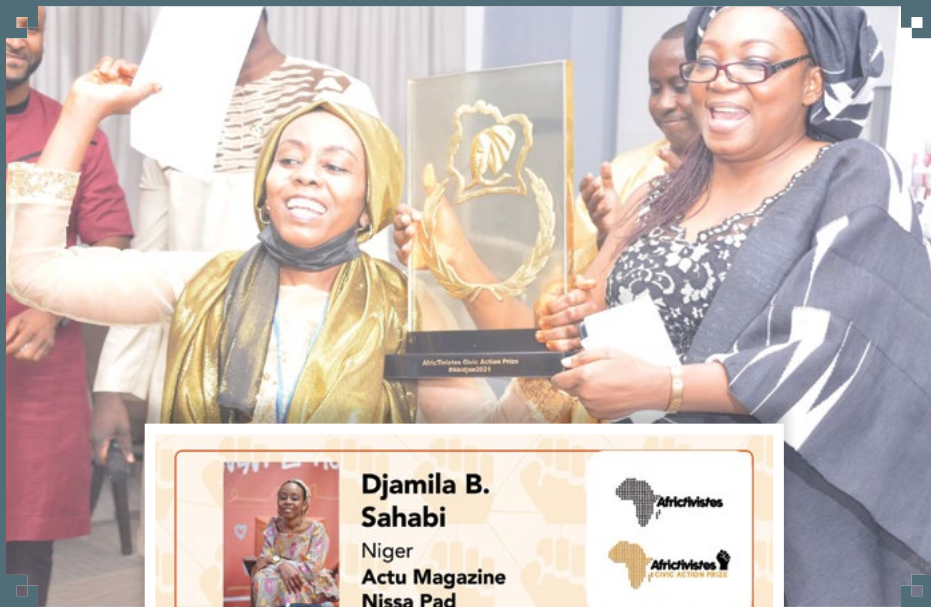 AfricTivistes Civic Action Prize
#Abidjan2021
Djamila B.
Sahabi
Niger
Actu Magazine
Nissa Pad
Africtivistes
Africtivistes
CIVIC ACTION PRIZE